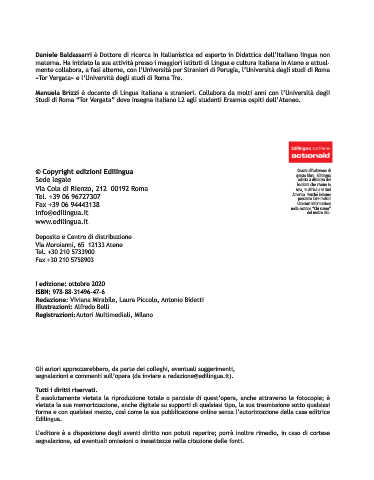 Daniele Baldassarri è Dottore di ricerca in Italianistica ed esperto in Didattica dell'italiano lingua non
materna. Ha iniziato la sua attività presso i maggiori istituti di Lingua e cultura italiana in Atene e attual-
mente collabora, a fasi alterne, con l'Università per Stranieri di Perugia, l'Università degli studi di Roma
«Tor Vergata» e l'Università degli studi di Roma Tre.
Manuela Brizzi è docente di Lingua italiana a stranieri. Collabora da molti anni con l'Università degli
Studi di Roma "Tor Vergata" dove insegna italiano L2 agli studenti Erasmus ospiti dell'Ateneo.
edilingua sostiene
actionaid
© Copyright edizioni Edilingua
Sede legale
Via Cola di Rienzo, 212 00192 Roma
Tel. +39 06 96727307
Fax +39 06 94443138
info@edilingua.it
www.edilingua.it
Deposito e Centro di distribuzione
Via Moroianni, 65 12133 Atene
Tel. +30 210 5733900
Fax +30 210 5758903
I edizione: ottobre 2020
ISBN: 978-88-31496-47-6
Redazione: Viviana Mirabile, Laura Piccolo, Antonio Bidetti
Illustrazioni: Alfredo Belli
Registrazioni: Autori Multimediali, Milano
Gli autori apprezzerebbero, da parte dei colleghi, eventuali suggerimenti,
segnalazioni e commenti sull'opera (da inviare a redazione@edilingua.it).
Tutti i diritti riservati.
È assolutamente vietata la riproduzione totale o parziale di quest'opera, anche attraverso le fotocopie; è
vietata la sua memorizzazione, anche digitale su supporti di qualsiasi tipo, la sua trasmissione sotto qualsiasi
forma e con qualsiasi mezzo, così come la sua pubblicazione online senza l'autorizzazione della casa editrice
Edilingua.
L'editore è a disposizione degli aventi diritto non potuti reperire; porrà inoltre rimedio, in caso di cortese
segnalazione, ad eventuali omissioni o inesattezze nella citazione delle fonti.